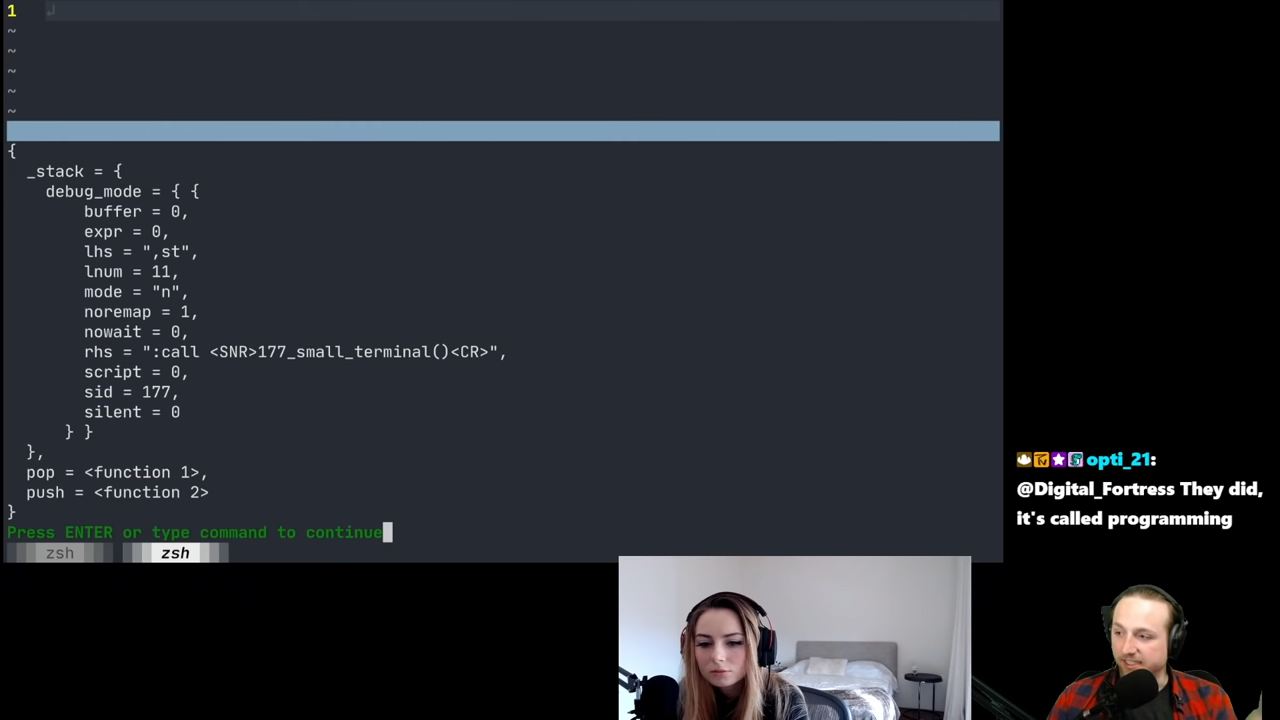 1
~
~
~
~
~
{
_stack = {
debug_mode = { {
buffer = 0,
expr = 0,
lhs = ",st",
lnum = 11,
mode = "n",
noremap = 1,
nowait = 0,
rhs = ":call <SNR>177_small_terminal()<CR>",
script = 0,
sid = 177,
silent = 0
} }
},
pop = <function 1>,
push = <function 2>
}
Press ENTER or type command to continue
zsh zsh
opti_21:
@Digital_Fortress They did,
it's called programming